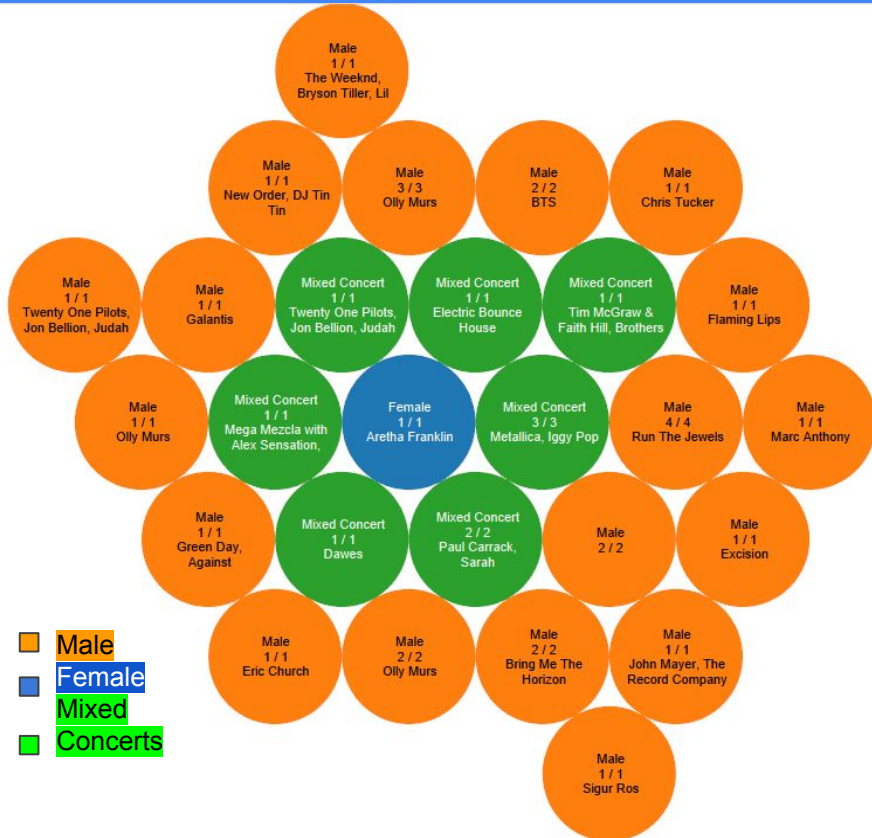 Male
1 / 1
The Weeknd,
Bryson Tiller, Lil
Male
1 / 1
New Order, DJ Tin
Tin
Male
3 / 3
Olly Murs
Male
2 / 2
BTS
Male
1 / 1
Chris Tucker
Male
1 / 1
Twenty One Pilots,
Jon Bellion, Judah
Male
1 / 1
Galantis
Mixed Concert
1 / 1
Twenty One Pilots,
Jon Bellion, Judah
Mixed Concert
1 / 1
Electric Bounce
House
Mixed Concert
1 / 1
Tim McGraw &
Faith Hill, Brothers
Male
1 / 1
Flaming Lips
Male
1 / 1
Olly Murs
Mixed Concert
1 / 1
Mega Mezcla with
Alex Sensation,
Female
1 / 1
Aretha Franklin
Mixed Concert
3 / 3
Metallica, Iggy Pop
Male
4 / 4
Run The Jewels
Male
1 / 1
Marc Anthony
Male
1 / 1
Green Day,
Against
Mixed Concert
1 / 1
Dawes
Mixed Concert
2 / 2
Paul Carrack,
Sarah
Male
2 / 2
Male
1 / 1
Excision
Male
1 / 1
Eric Church
Male
2 / 2
Olly Murs
Male
2 / 2
Bring Me The
Horizon
Male
1 / 1
John Mayer, The
Record Company
Male
1 / 1
Sigur Ros
Male
Female
Mixed
Concerts